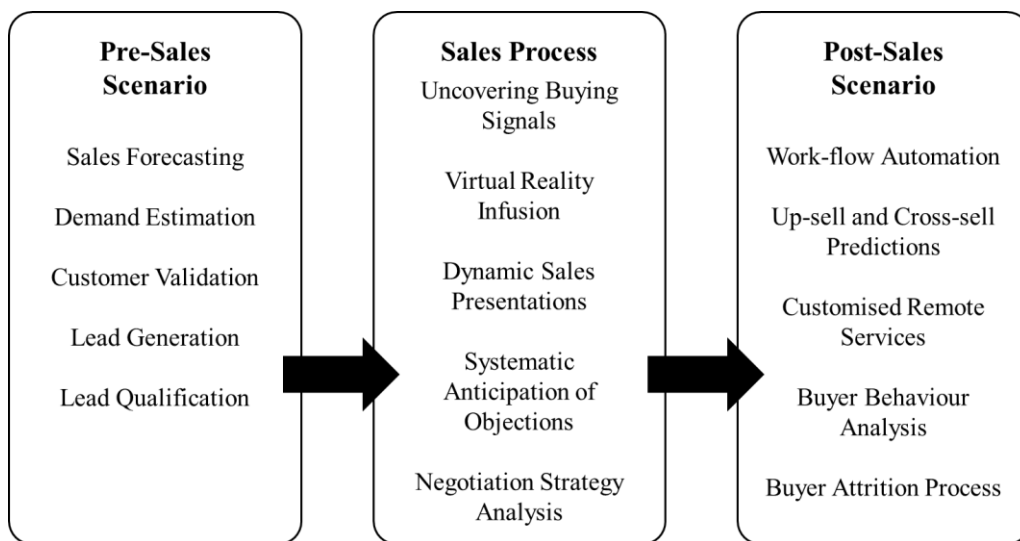 Pre-Sales
Scenario
Sales Forecasting
Demand Estimation
Customer Validation
Lead Generation
Lead Qualification
Sales Process
Uncovering Buying
Signals
Virtual Reality
Infusion
Dynamic Sales
Presentations
Systematic
Anticipation of
Objections
Negotiation Strategy
Analysis
Post-Sales
Scenario
Work-flow Automation
Up-sell and Cross-sell
Predictions
Customised Remote
Services
Buyer Behaviour
Analysis
Buyer Attrition Process